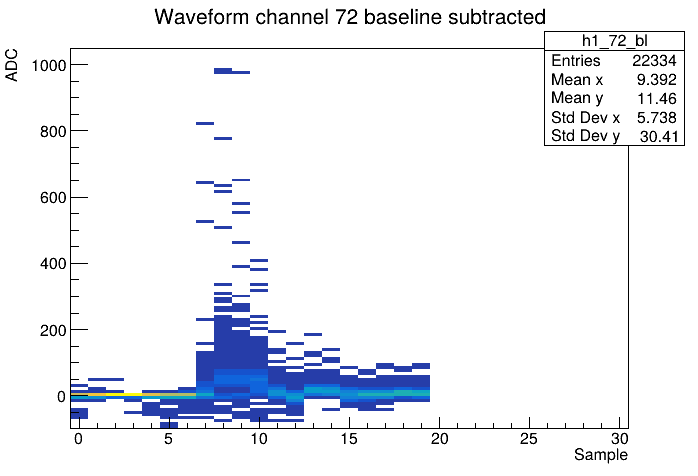 Waveform channel 72 baseline subtracted
h1_72_bl
Entries 22334
Mean x 9.392
Mean y 11.46
Std Dev x 5.738
Std Dev y 30.41
ADC
1000
800
600
400
200
0
0 5 10 15 20 25 30
Sample